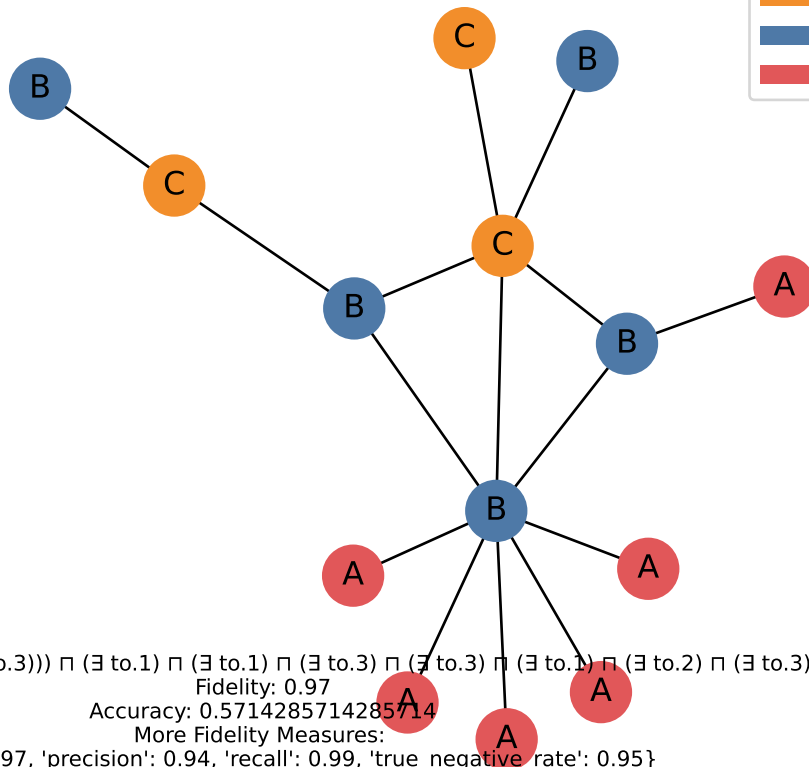 C
B
B
C
C
A
B
B
B
A
A
o.3))) ⊓ (∃ to.1) ⊓ (∃ to.1) ⊓ (∃ to.3) ⊓ (∃ to.3) ⊓ (∃ to.1) ⊓ (∃ to.2) ⊓ (∃ to.3)
Fidelity: 0.97
A
A
Accuracy: 0.5714285714285714
More Fidelity Measures:
A
97, 'precision': 0.94, 'recall': 0.99, 'true_negative_rate': 0.95}